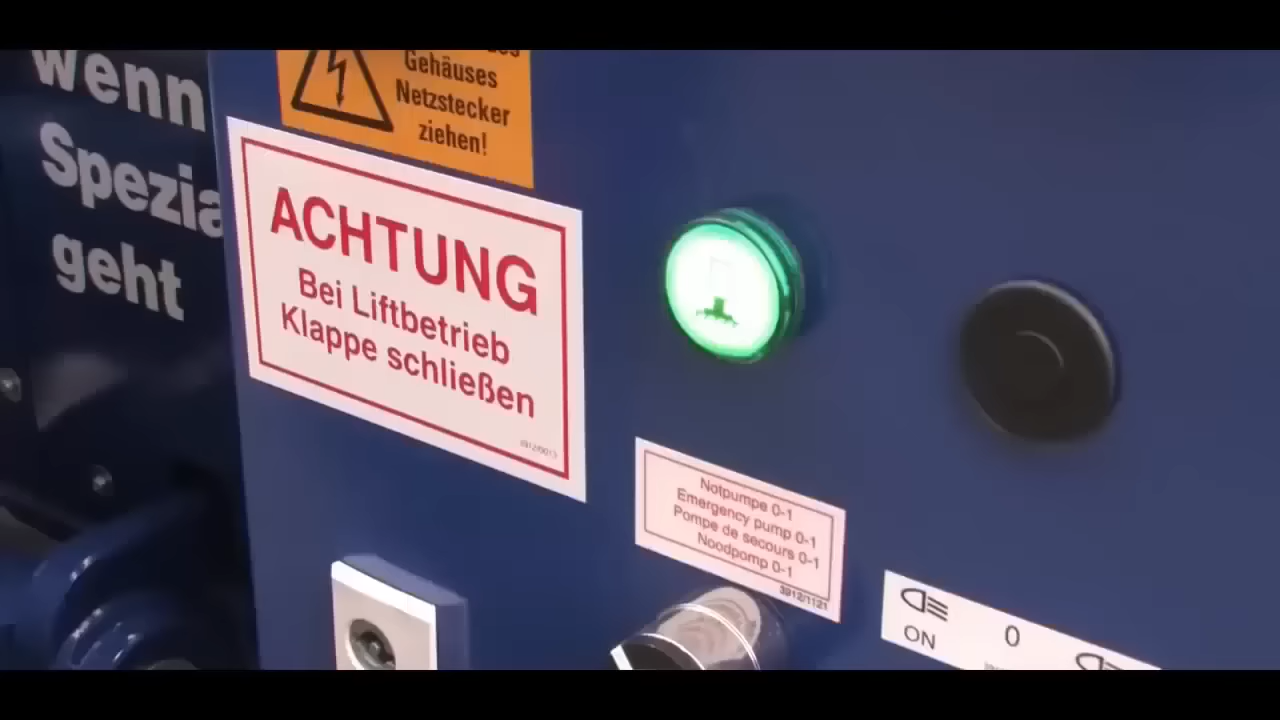 wenn
Spezia
geht
Gehäuses
Netzstecker
ziehen!
ACHTUNG
Bei Liftbetrieb
Klappe schließen
Notpumpe 0-1
Emergency pump 0-1
Pompe de secours 0-1
Noodpomp 0-1
3912/1121
ON
0